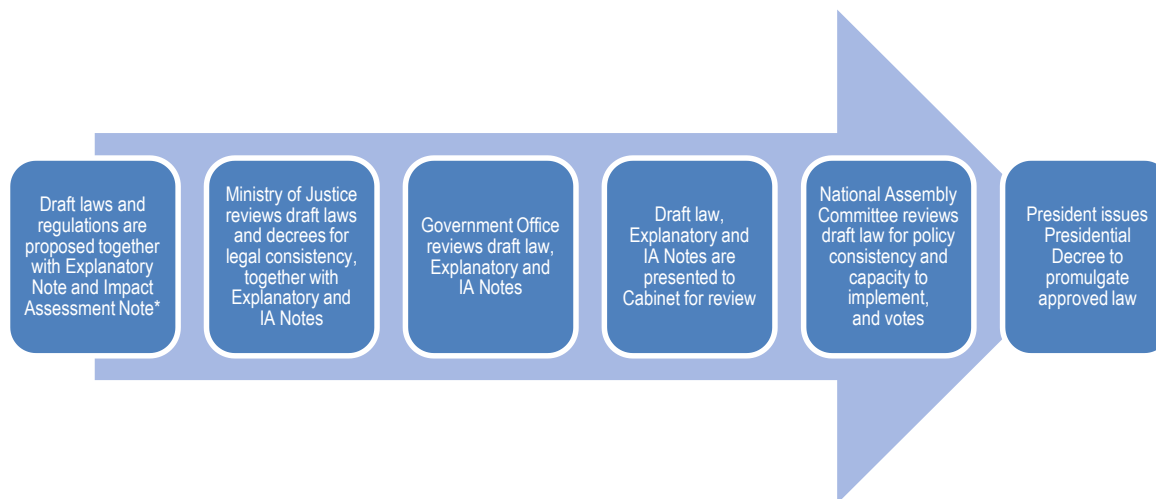 Draft laws and
regulations are
proposed together
with Explanatory
Note and Impact
Assessment Note*
Ministry of Justice
reviews draft laws
and decrees for
legal consistency,
together with
Explanatory and
IA Notes
Government Office
reviews draft law,
Explanatory and
IA Notes
Draft law,
Explanatory and
IA Notes are
presented to
Cabinet for review
National Assembly
Committee reviews
draft law for policy
consistency and
capacity to
implement,
and votes
President issues
Presidential
Decree to
promulgate
approved law